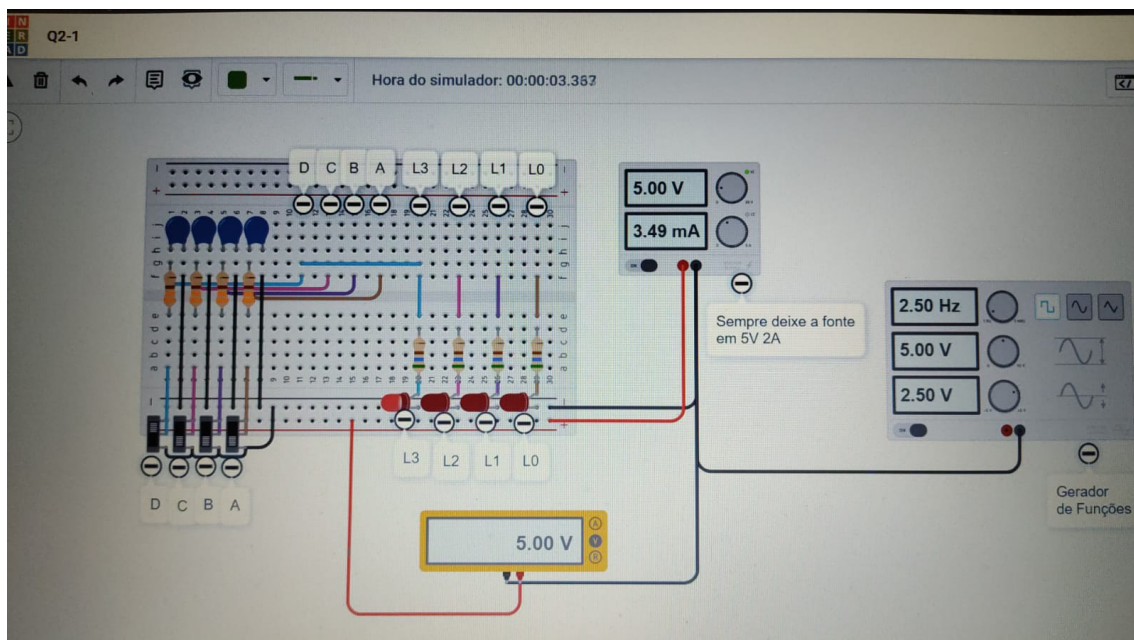 Q2-1
Hora do simulador: 00:00:03.367
D C B A L3 L2 L1 L0
5.00 V
3.49 mA
ON
Sempre deixe a fonte
em 5V 2A
2.50 Hz
5.00 V
2.50 V
ON
Gerador
de Funções
L3 L2 L1 L0
D C B A
5.00 V
A
V
R